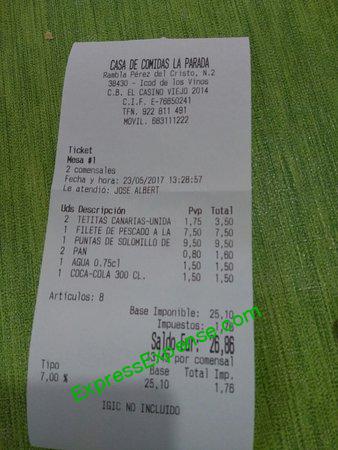 CASA DE COMIDAS LA PARADA
Rambla Pérez del Cristo, N.2
38430 - Icod de los Vinos
C.B. EL CASINO VIEJO 2014
C.I.F. E-76650241
TFN. 922 811 491
MOVIL. 683111222
Ticket
Mesa #1
2 comensales
Fecha y hora: 23/05/2017 13:28:57
Le atendió: JOSE ALBERT
Uds Descripción Pvp Total
2 TETITAS CANARIAS-UNIDA 1,75 3,50
1 FILETE DE PESCADO A LA 7,50 7,50
1 PUNTAS DE SOLOMILLO DE 9,50 9,50
2 PAN 0,80 1,60
1 AGUA 0.75cl 1,50 1,50
1 COCA-COLA 300 CL. 1,50 1,50
Artículos: 8
Base Imponible: 25,10
Impuestos: 1,76
Saldo Eur: 26,86
por comensal
Tipo Base Total Imp.
7,00 % 25,10 1,76
IGIC NO INCLUIDO
ExpressExpense.com